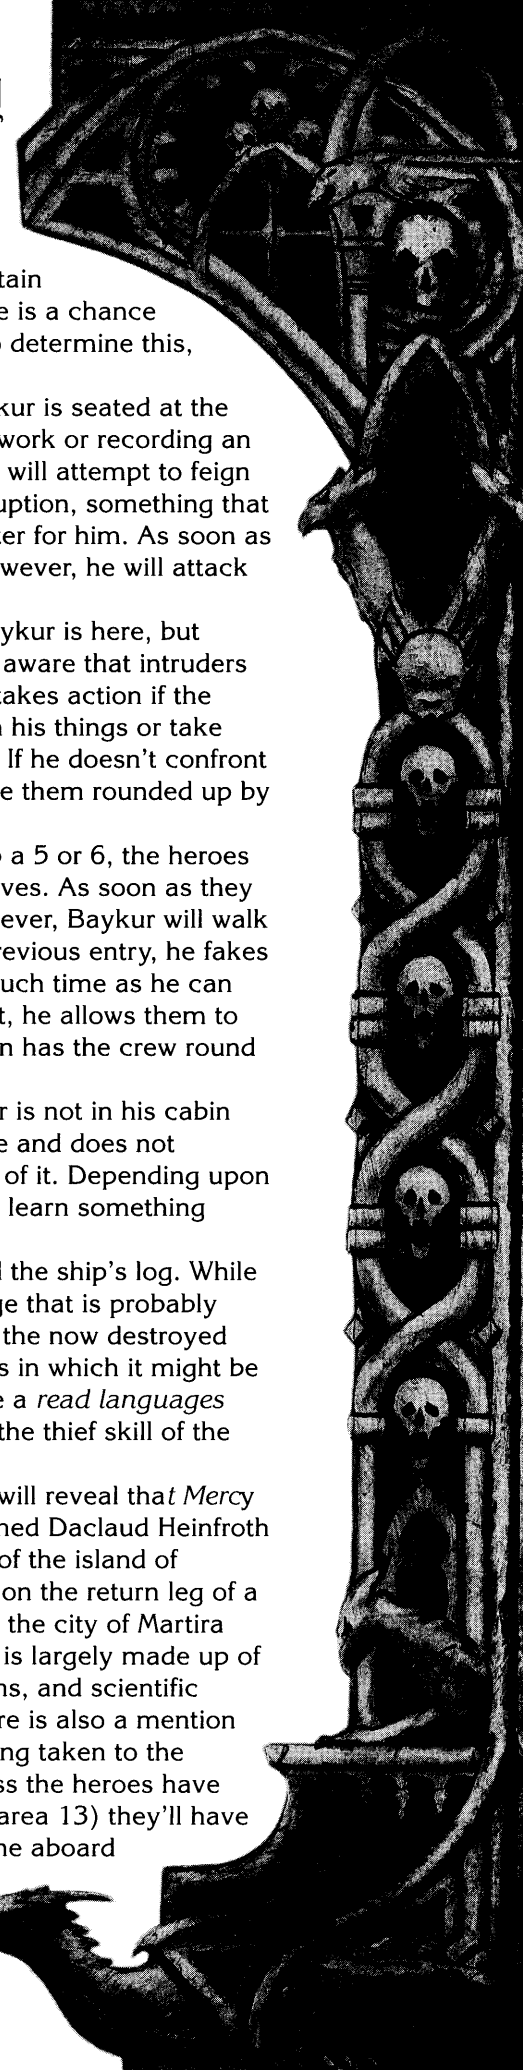 tain
e is a chance
o determine this,
kur is seated at the
work or recording an
will attempt to feign
uption, something that
ter for him. As soon as
wever, he will attack
ykur is here, but
aware that intruders
takes action if the
h his things or take
If he doesn't confront
e them rounded up by
o a 5 or 6, the heroes
ves. As soon as they
ever, Baykur will walk
revious entry, he fakes
uch time as he can
t, he allows them to
n has the crew round
r is not in his cabin
e and does not
of it. Depending upon
learn something
d the ship's log. While
ge that is probably
the now destroyed
s in which it might be
e a read languages
the thief skill of the
will reveal that Mercy
ned Daclaud Heinfroth
of the island of
on the return leg of a
the city of Martira
is largely made up of
ns, and scientific
re is also a mention
ng taken to the
ss the heroes have
area 13) they'll have
ne aboard